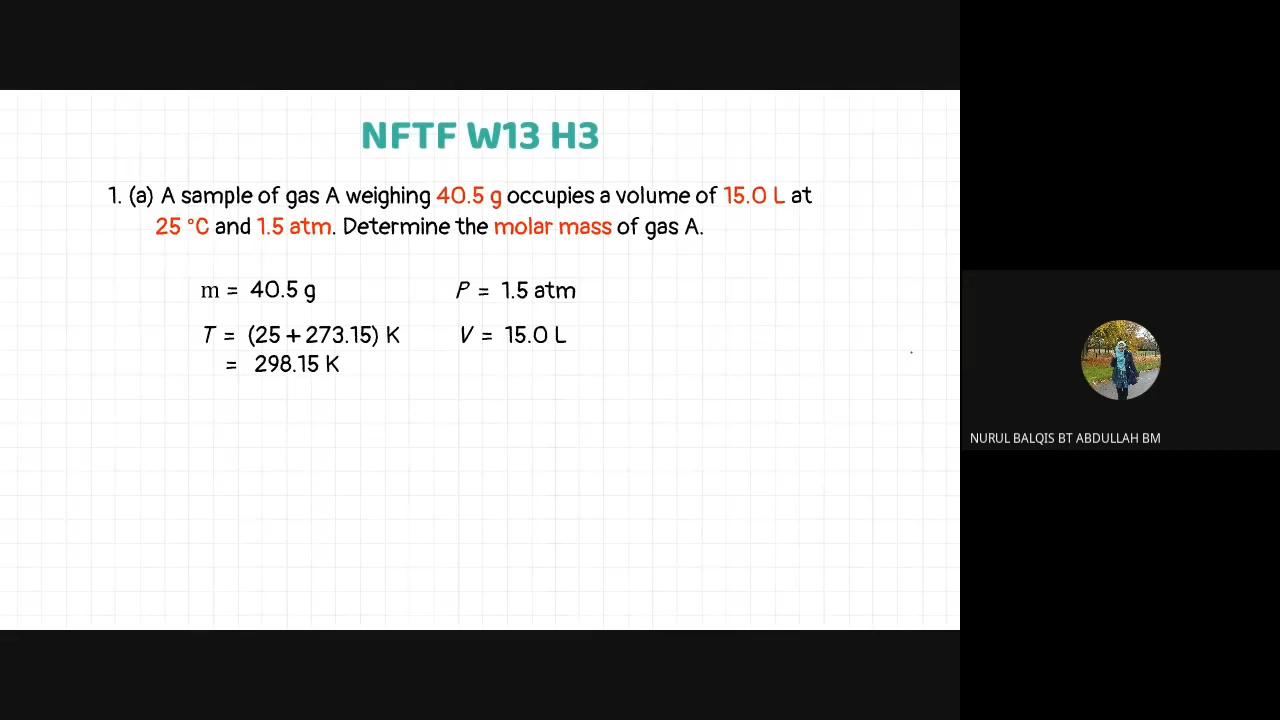 NFTF W13 H3
1. (a) A sample of gas A weighing 40.5 g occupies a volume of 15.0 L at
25 °C and 1.5 atm. Determine the molar mass of gas A.
m = 40.5 g
P = 1.5 atm
T = (25 + 273.15) K
V = 15.0 L
= 298.15 K
NURUL BALQIS BT ABDULLAH BM